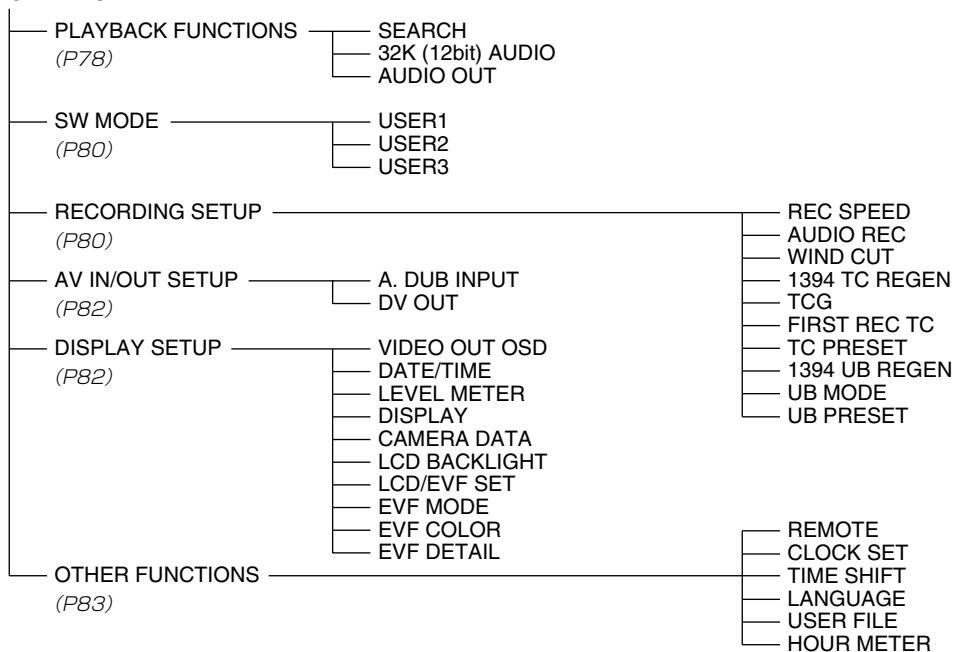 PLAYBACK FUNCTIONS
(P78)
SEARCH
32K (12bit) AUDIO
AUDIO OUT
SW MODE
(P80)
USER1
USER2
USER3
RECORDING SETUP
(P80)
REC SPEED
AUDIO REC
WIND CUT
1394 TC REGEN
TCG
FIRST REC TC
TC PRESET
1394 UB REGEN
UB MODE
UB PRESET
AV IN/OUT SETUP
(P82)
A. DUB INPUT
DV OUT
DISPLAY SETUP
(P82)
VIDEO OUT OSD
DATE/TIME
LEVEL METER
DISPLAY
CAMERA DATA
LCD BACKLIGHT
LCD/EVF SET
EVF MODE
EVF COLOR
EVF DETAIL
OTHER FUNCTIONS
(P83)
REMOTE
CLOCK SET
TIME SHIFT
LANGUAGE
USER FILE
HOUR METER